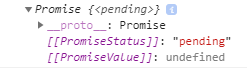 ▼ Promise {<pending>} i
▶ __proto__: Promise
[[PromiseStatus]]: "pending"
[[PromiseValue]]: undefined